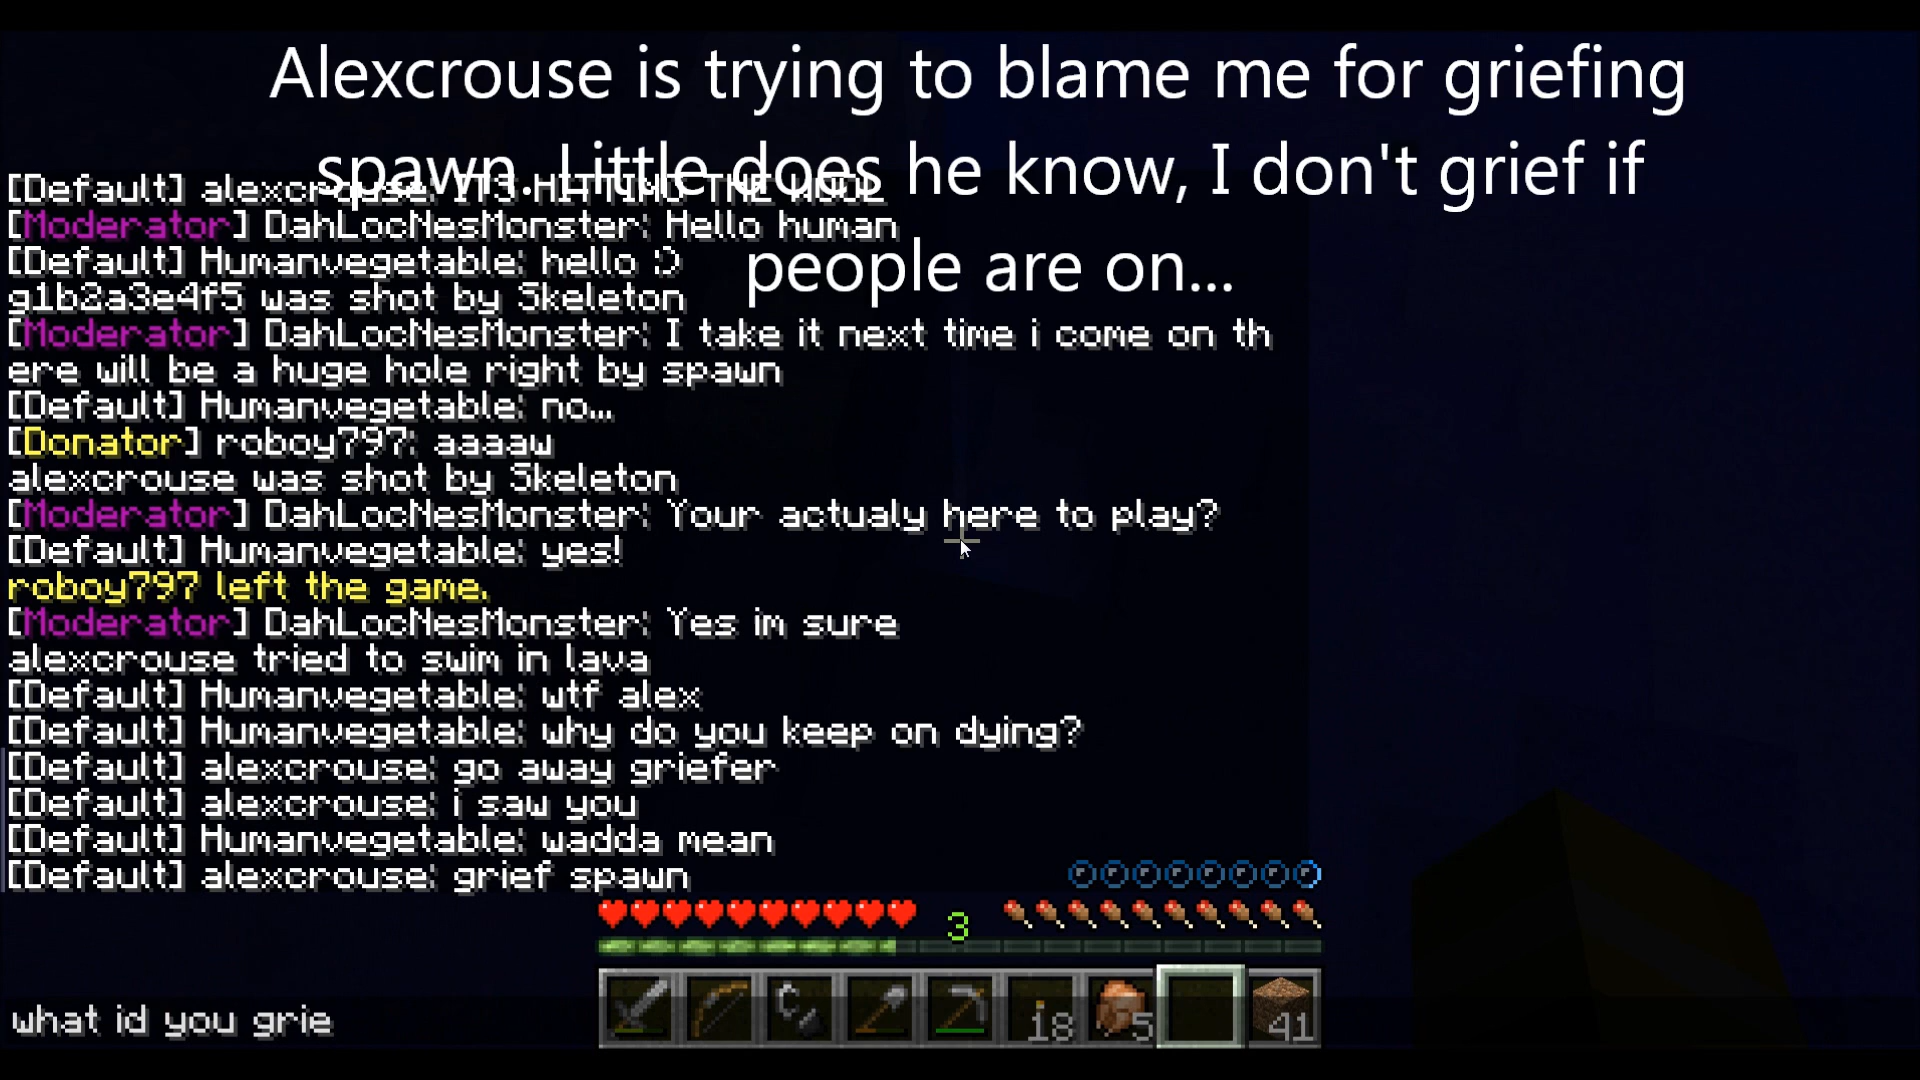 Alexcrouse is trying to blame me for griefing
spawn. Little does he know, I don't grief if
people are on...
[Default] alexcrouse: ITS HITTING THE WOOL
[Moderator] DahLocNesMonster: Hello human
[Default] Humanvegetable: hello :)
g1b2a3e4f5 was shot by Skeleton
[Moderator] DahLocNesMonster: I take it next time i come on th
ere will be a huge hole right by spawn
[Default] Humanvegetable: no...
[Donator] roboy797: aaaaw
alexcrouse was shot by Skeleton
[Moderator] DahLocNesMonster: Your actualy here to play?
[Default] Humanvegetable: yes!
roboy797 left the game.
[Moderator] DahLocNesMonster: Yes im sure
alexcrouse tried to swim in lava
[Default] Humanvegetable: wtf alex
[Default] Humanvegetable: why do you keep on dying?
[Default] alexcrouse: go away griefer
[Default] alexcrouse: i saw you
[Default] Humanvegetable: wadda mean
[Default] alexcrouse: grief spawn
3
18 5 41
what id you grie